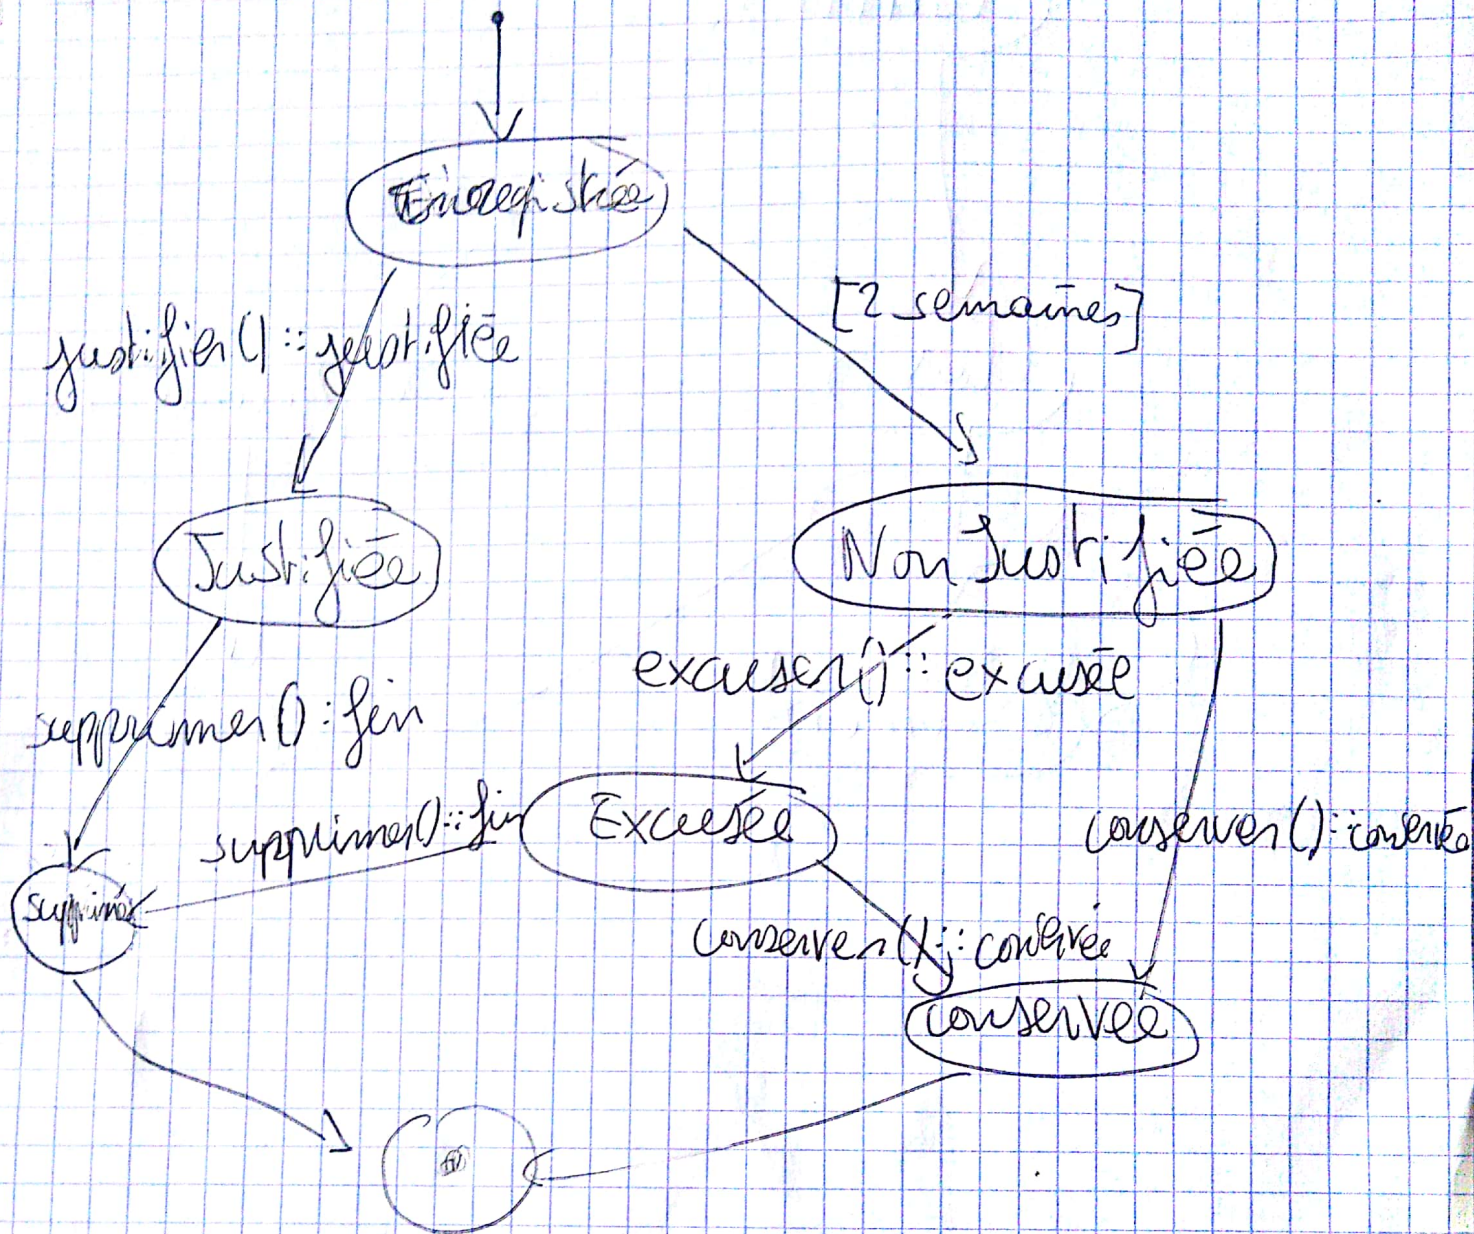 Enregistrée
[2 semaines]
justifier() :: justifiée
Justifiée
Non Justifiée
excuser() :: excusée
supprimer() : fin
supprimer() :: fin
Excusée
conserver() :: conservée
supprimée
conserver() :: conservée
conservée